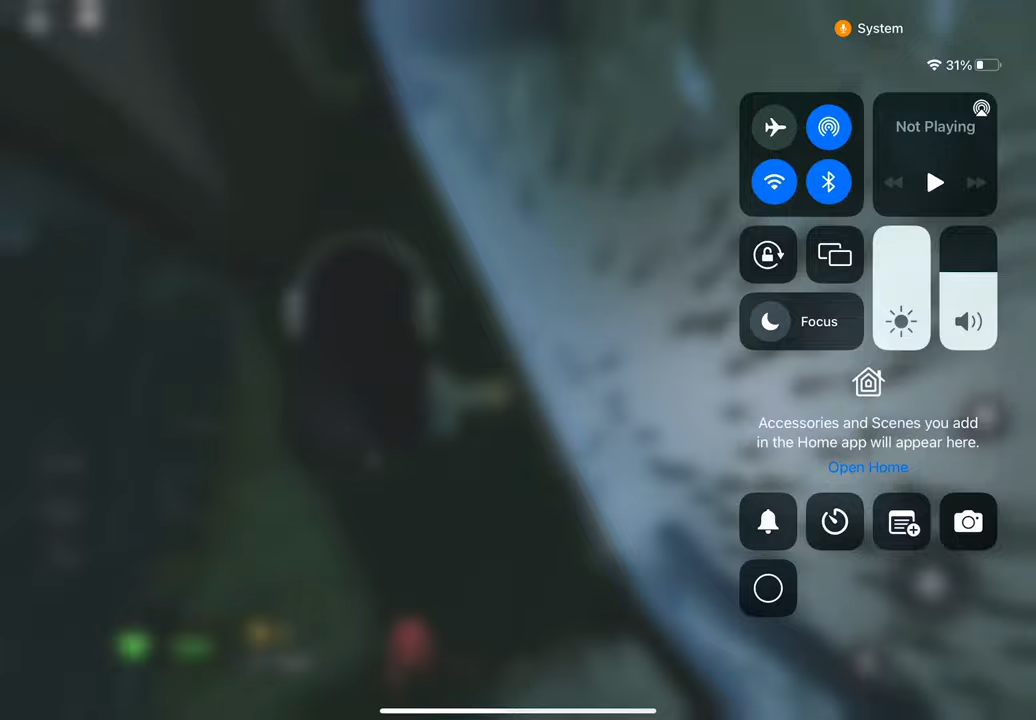 System
31%
Not Playing
Focus
Accessories and Scenes you add
in the Home app will appear here.
Open Home